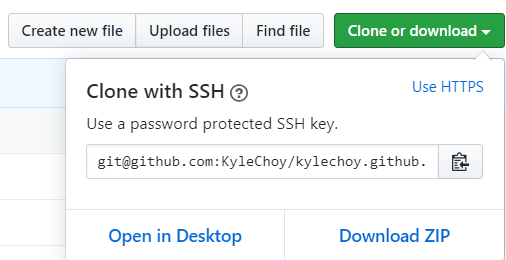 Create new file Upload files Find file Clone or download
Clone with SSH Use HTTPS
Use a password protected SSH key.
git@github.com:KyleChoy/kylechoy.github.
Open in Desktop Download ZIP